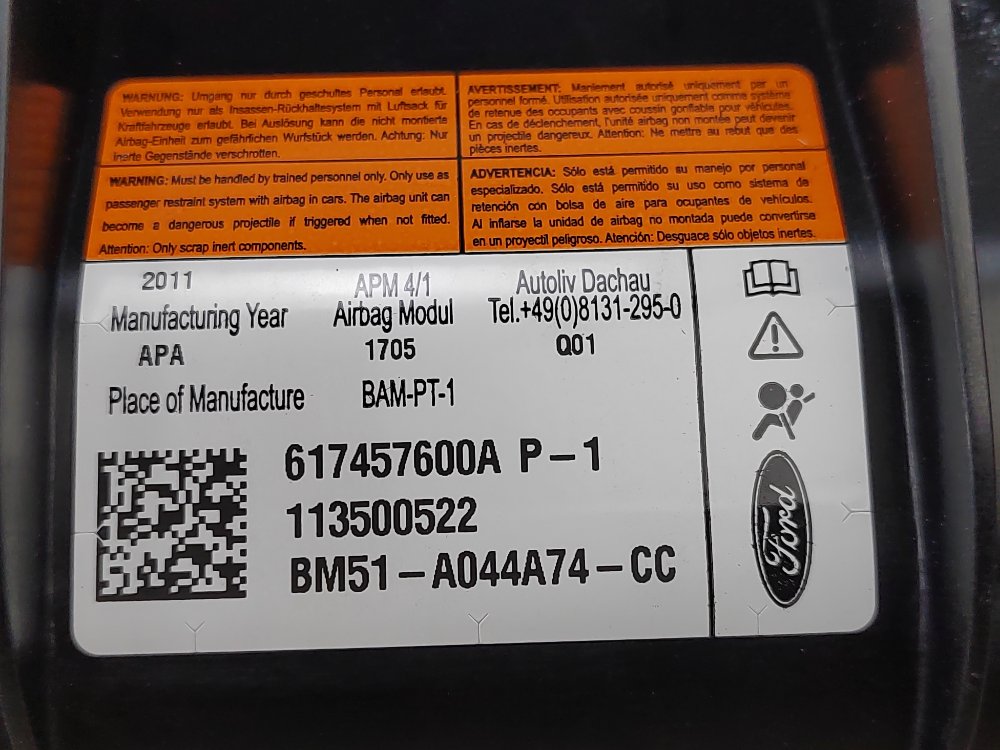 WARNUNG: Umgang nur durch geschultes Personal erlaubt.
Verwendung nur als Insassen-Rückhaltesystem mit Luftsack für
Kraftfahrzeuge erlaubt. Bei Auslösung kann die nicht montierte
Airbag-Einheit zum gefährlichen Wurfstück werden. Achtung: Nur
inerte Gegenstände verschrotten.
AVERTISSEMENT: Maniement autorisé uniquement par un
personnel formé. Utilisation autorisée uniquement comme système
de retenue des occupants avec coussin gonflable pour véhicules.
En cas de déclenchement, l'unité airbag non montée peut devenir
un projectile dangereux. Attention: Ne mettre au rebut que des
pièces inertes.
WARNING: Must be handled by trained personnel only. Only use as
passenger restraint system with airbag in cars. The airbag unit can
become a dangerous projectile if triggered when not fitted.
Attention: Only scrap inert components.
ADVERTENCIA: Sólo está permitido su manejo por personal
especializado. Sólo está permitido su uso como sistema de
retención con bolsa de aire para ocupantes de vehículos.
Al inflarse la unidad de airbag no montada puede convertirse
en un proyectil peligroso. Atención: Desguace sólo objetos inertes.
2011 APM 4/1 Autoliv Dachau
Manufacturing Year Airbag Modul Tel.+49(0)8131-295-0
APA 1705 Q01
Place of Manufacture BAM-PT-1
617457600A P-1
113500522
BM51-A044A74-CC
Ford